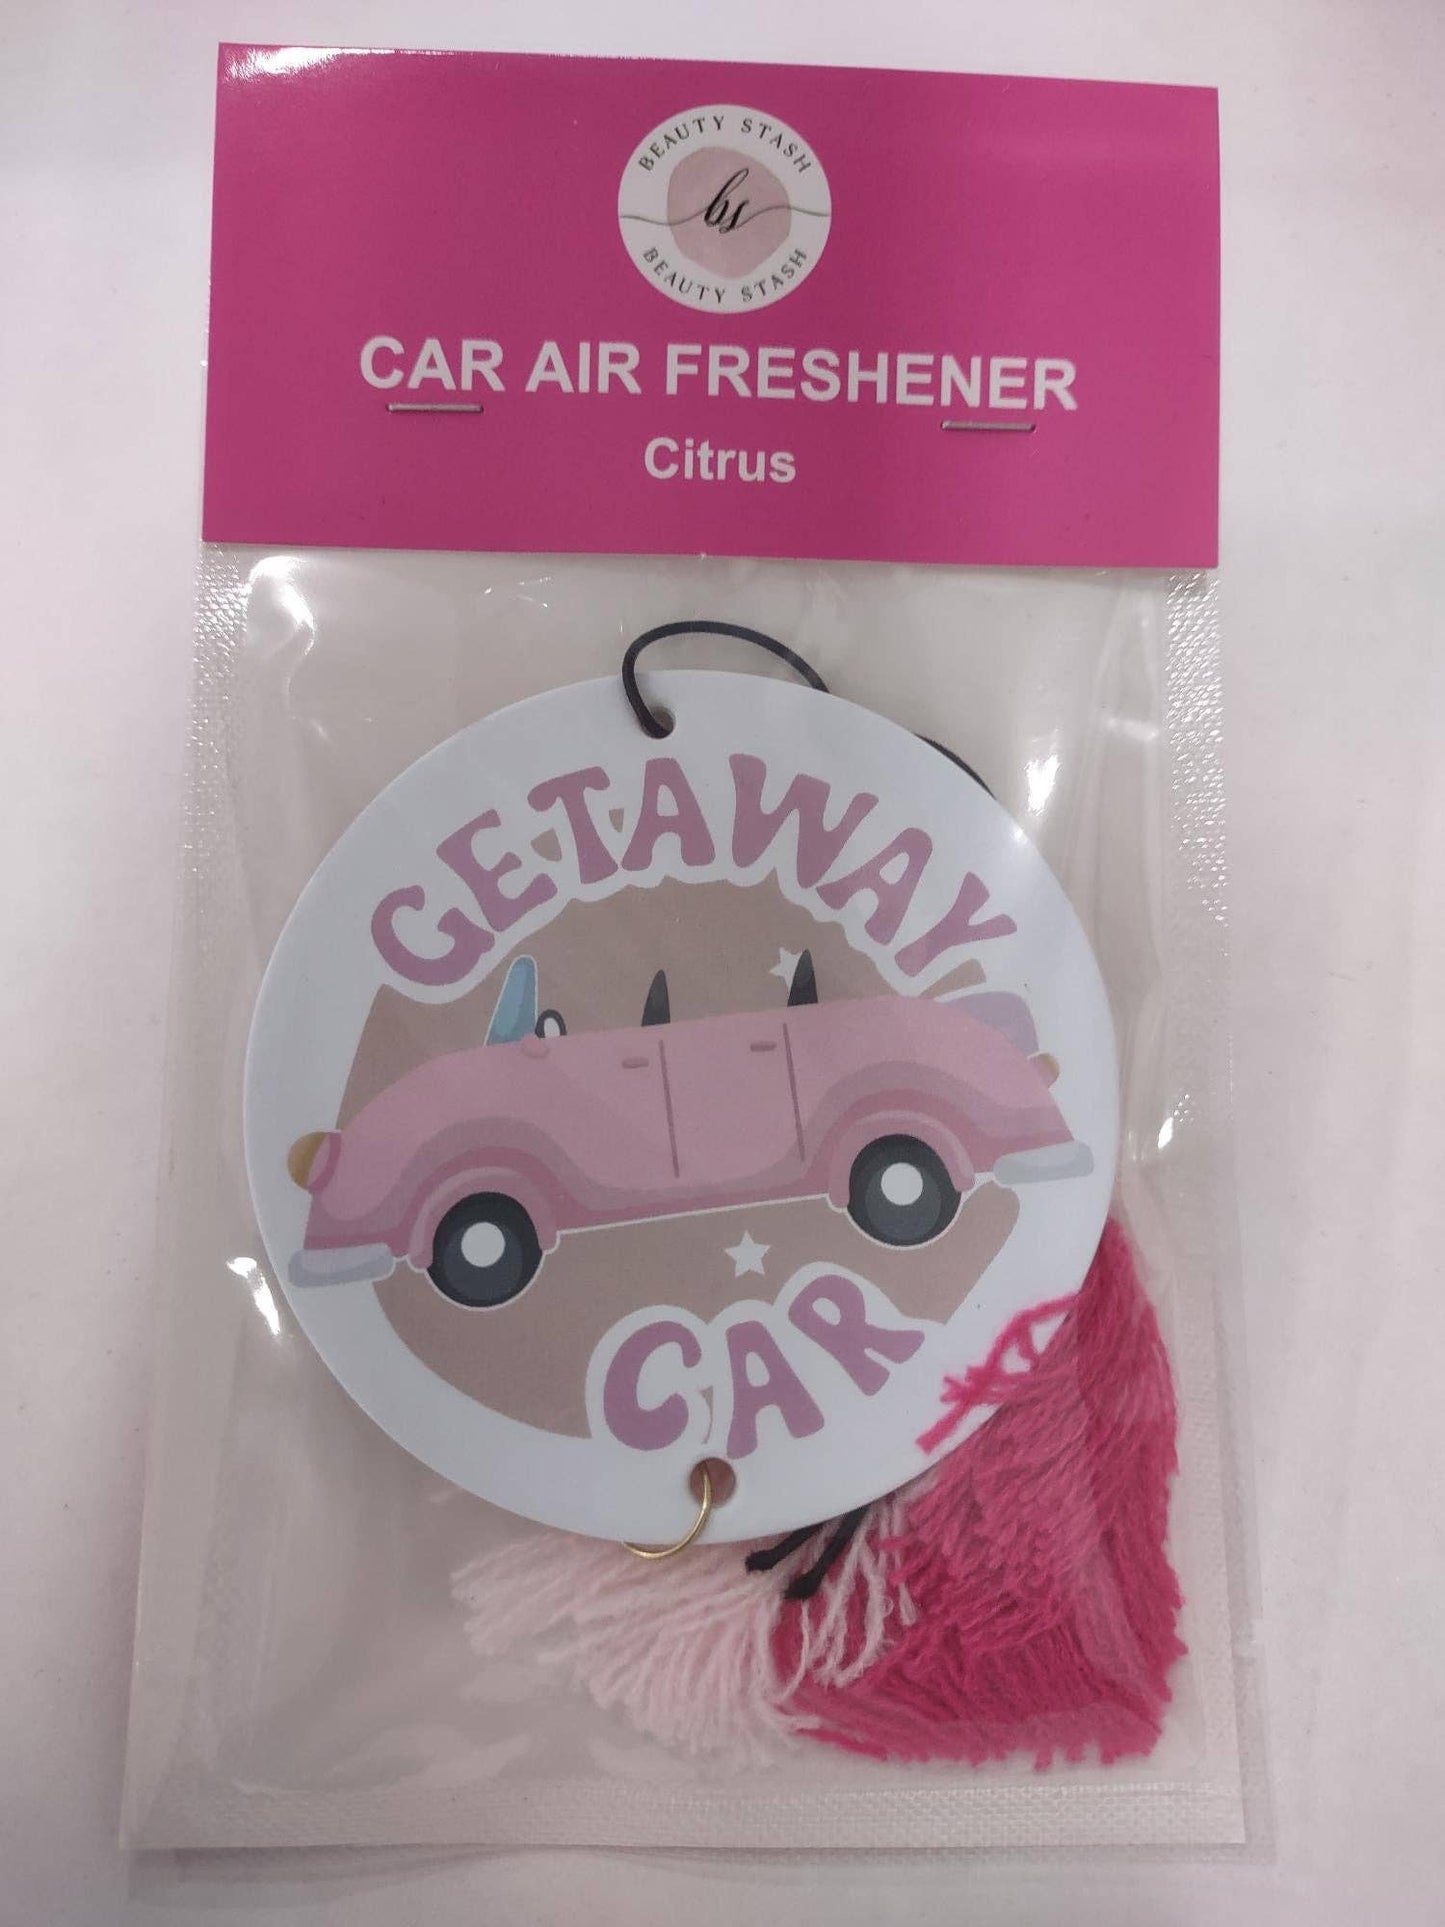 BEAUTY STASH
bs
BEAUTY STASH
CAR AIR FRESHENER
Citrus
GETAWAY
CAR